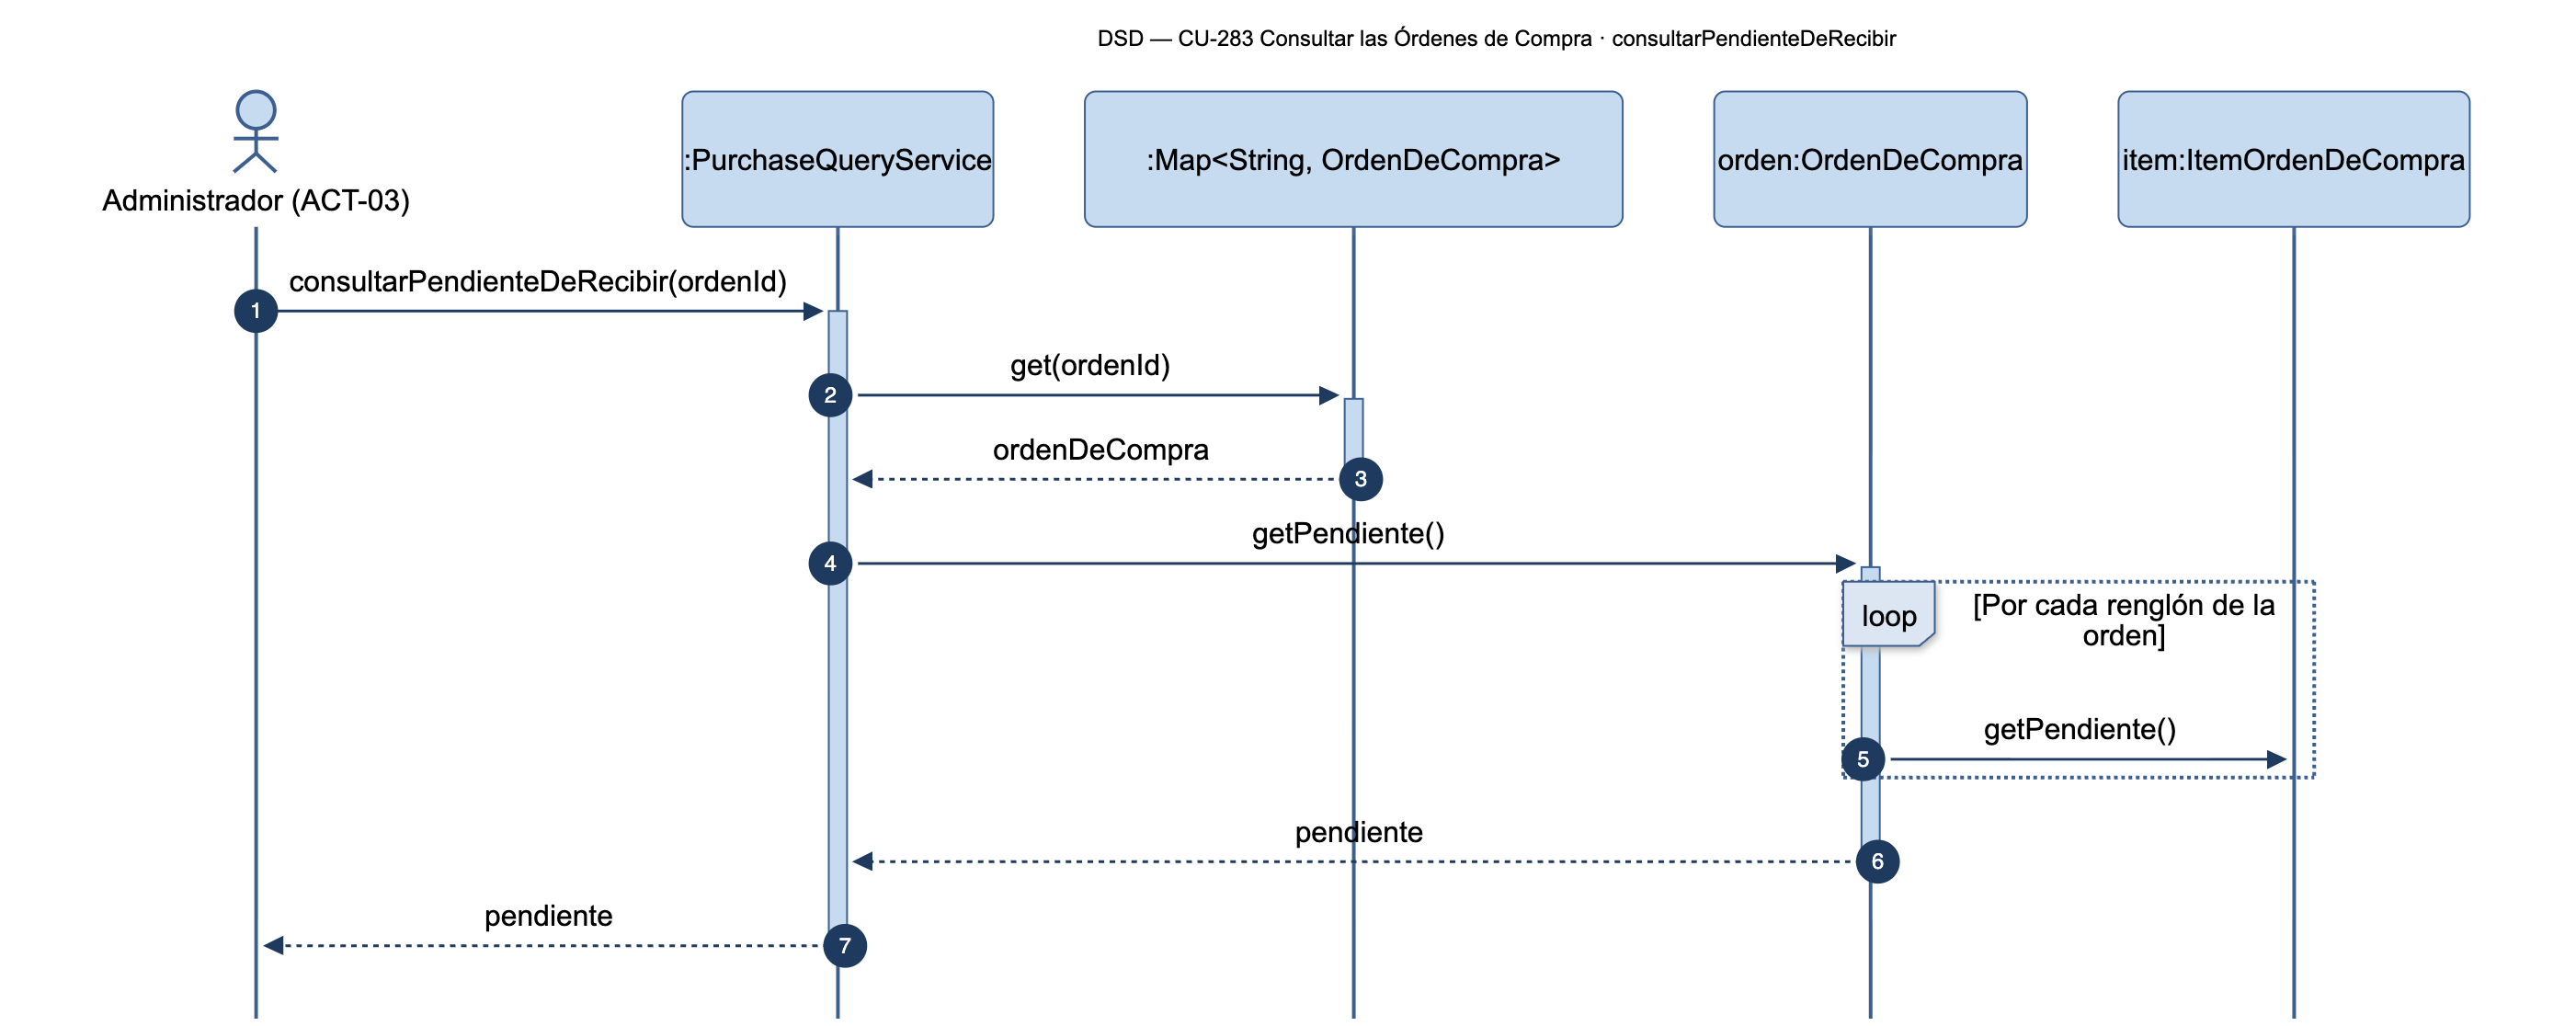 DSD — CU-283 Consultar las Órdenes de Compra · consultarPendienteDeRecibir
Administrador (ACT-03)
:PurchaseQueryService
:Map<String, OrdenDeCompra>
orden:OrdenDeCompra
item:ItemOrdenDeCompra
consultarPendienteDeRecibir(ordenId)
1
get(ordenId)
2
ordenDeCompra
3
getPendiente()
4
loop
[Por cada renglón de la
orden]
getPendiente()
5
pendiente
6
pendiente
7